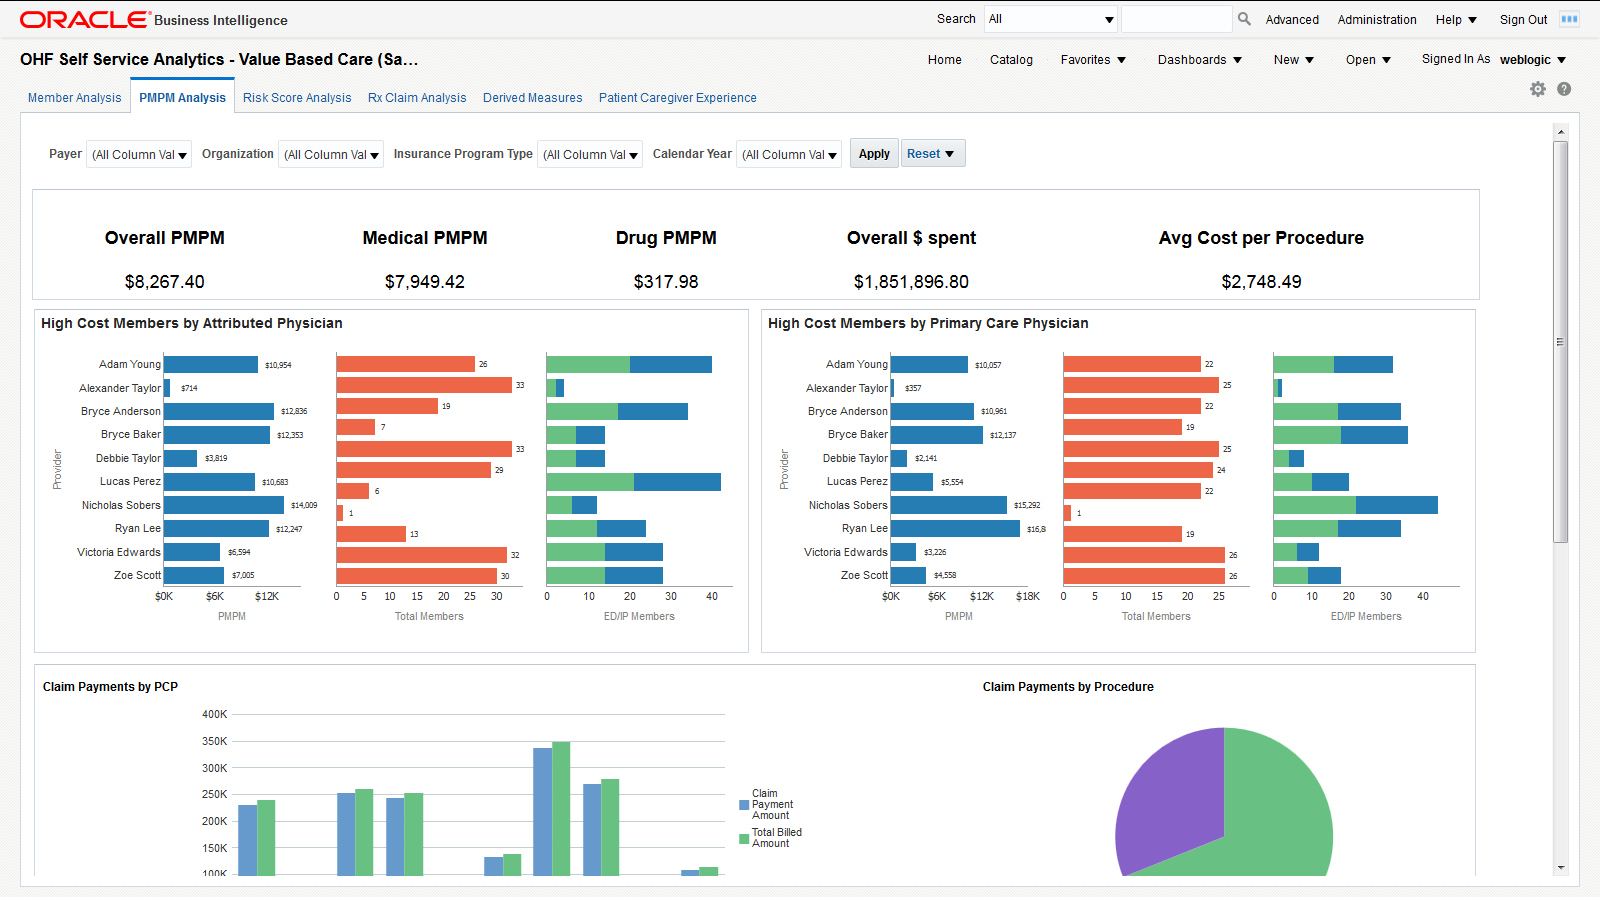 ORACLE Business Intelligence
Search All Advanced Administration Help Sign Out
OHF Self Service Analytics - Value Based Care (Sa...
Home Catalog Favorites Dashboards New Open Signed In As weblogic
Member Analysis PMPM Analysis Risk Score Analysis Rx Claim Analysis Derived Measures Patient Caregiver Experience
Payer (All Column Val Organization (All Column Val Insurance Program Type (All Column Val Calendar Year (All Column Val Apply Reset
Overall PMPM Medical PMPM Drug PMPM Overall $ spent Avg Cost per Procedure
$8,267.40 $7,949.42 $317.98 $1,851,896.80 $2,748.49
High Cost Members by Attributed Physician
Provider
Adam Young $10,954 26
Alexander Taylor $714 33
Bryce Anderson $12,836 19
Bryce Baker $12,353 7
Debbie Taylor $3,819 33
Lucas Perez $10,683 29
Nicholas Sobers $14,009 6
Ryan Lee $12,247 1
Victoria Edwards $6,594 13
Zoe Scott $7,005 32
30
$0K $6K $12K 0 5 10 15 20 25 30 0 10 20 30 40
PMPM Total Members ED/IP Members
High Cost Members by Primary Care Physician
Provider
Adam Young $10,057 22
Alexander Taylor $357 25
Bryce Anderson $10,961 22
Bryce Baker $12,137 19
Debbie Taylor $2,141 25
Lucas Perez $5,554 24
Nicholas Sobers $15,292 22
Ryan Lee $16,8 1
Victoria Edwards $3,226 19
Zoe Scott $4,558 26
26
$0K $6K $12K $18K 0 5 10 15 20 25 0 10 20 30 40
PMPM Total Members ED/IP Members
Claim Payments by PCP
400K
350K
300K
250K
200K
150K
100K
Claim
Payment
Amount
Total Billed
Amount
Claim Payments by Procedure